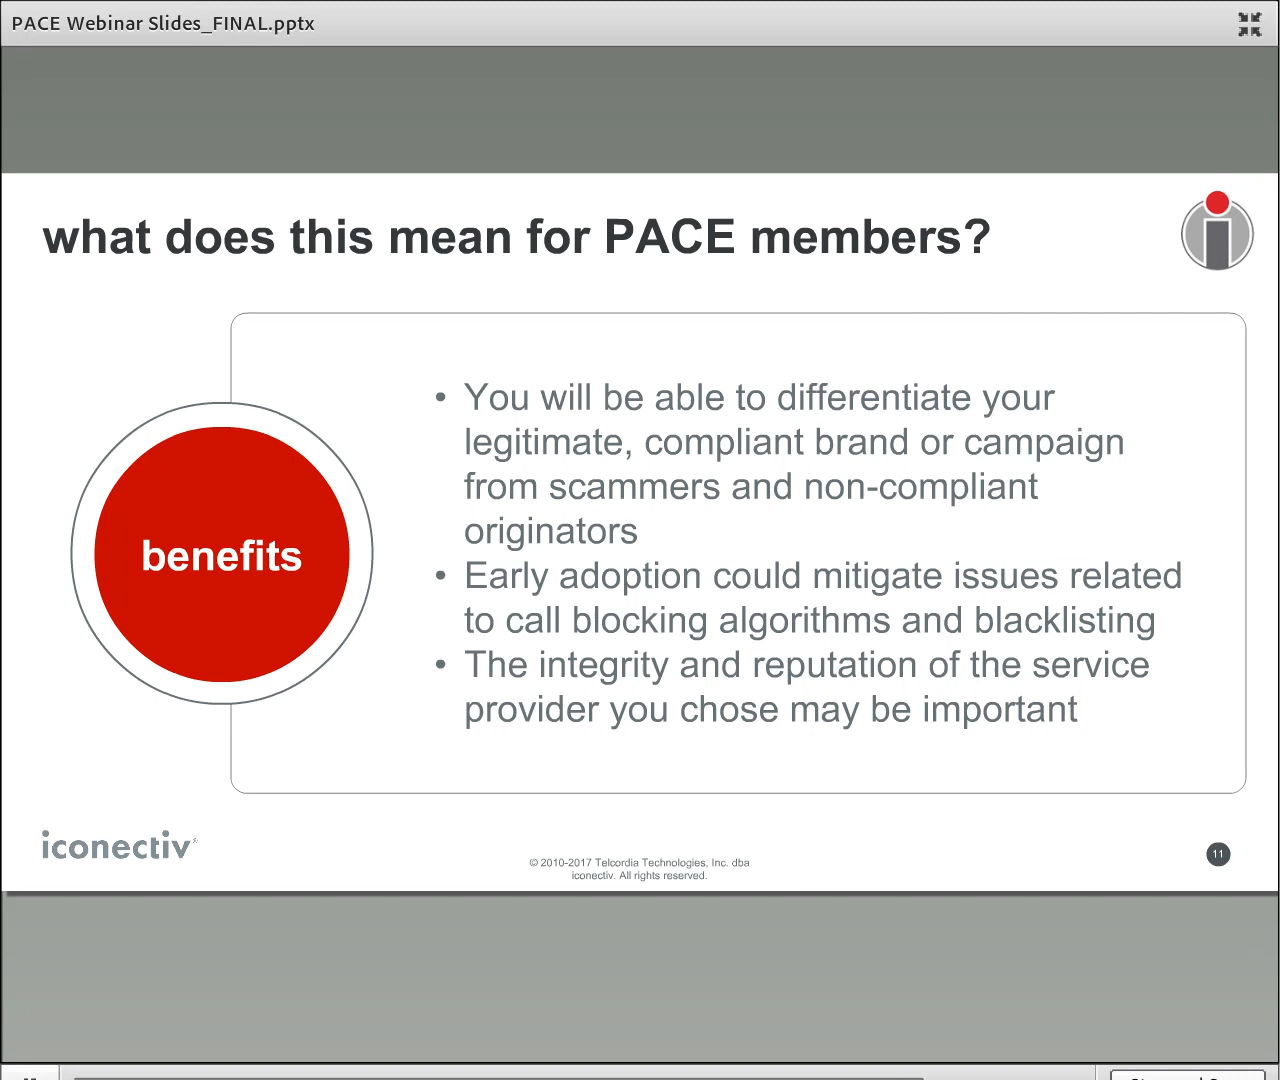 PACE Webinar Slides_FINAL.pptx
what does this mean for PACE members?
• You will be able to differentiate your
legitimate, compliant brand or campaign
from scammers and non-compliant
originators
benefits
• Early adoption could mitigate issues related
to call blocking algorithms and blacklisting
• The integrity and reputation of the service
provider you chose may be important
iconectiv®
© 2010-2017 Telcordia Technologies, Inc. dba
iconectiv. All rights reserved.
11